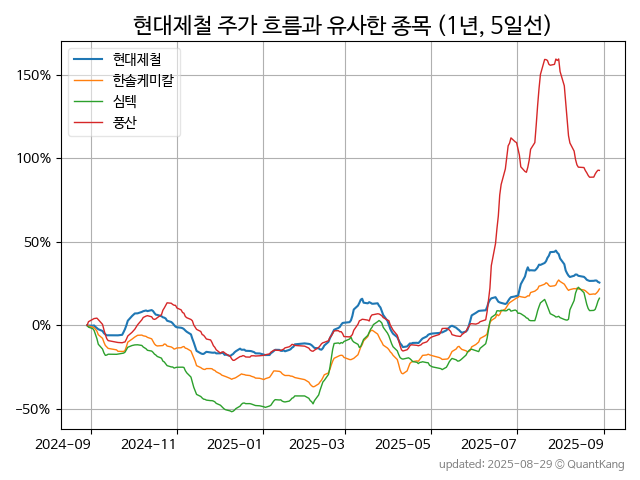 현대제철 주가 흐름과 유사한 종목 (1년, 5일선)
현대제철
한솔케미칼
심텍
풍산
150%
100%
50%
0%
−50%
2024-09
2024-11
2025-01
2025-03
2025-05
2025-07
2025-09
updated: 2025-08-29 © QuantKang